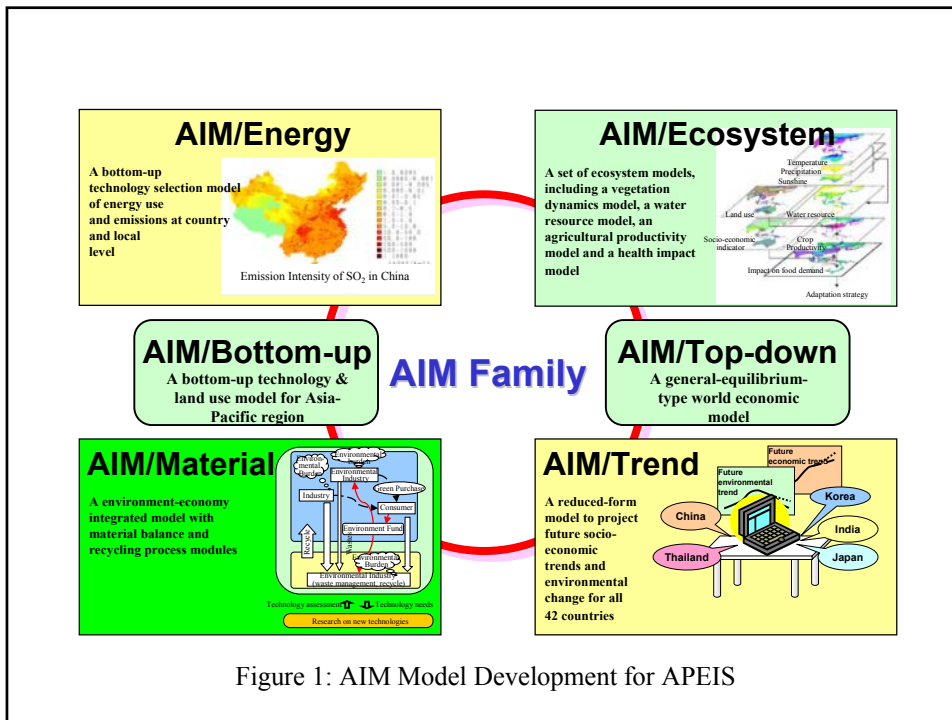 AIM/Energy
A bottom-up
technology selection model
of energy use
and emissions at country
and local
level
Emission Intensity of SO2 in China
AIM/Ecosystem
A set of ecosystem models,
including a vegetation
dynamics model, a water
resource model, an
agricultural productivity
model and a health impact
model
Temperature
Precipitation
Sunshine
Land use
Water resource
Socio-economic
indicator
Crop
Productivity
Impact on food demand
Adaptation strategy
AIM/Bottom-up
A bottom-up technology &
land use model for Asia-
Pacific region
AIM Family
AIM/Top-down
A general-equilibrium-
type world economic
model
AIM/Material
A environment-economy
integrated model with
material balance and
recycling process modules
Environ-
mental
Burden
Environmental
Burden
Environmental
Industry
Industry
Green Purchase
Consumer
Environment Fund
Recycle
Waste
Environmental
Burden
Environmental Industry
(waste management, recycle)
Technology assessment
Technology needs
Research on new technologies
AIM/Trend
A reduced-form
model to project
future socio-
economic
trends and
environmental
change for all
42 countries
Future
economic trend
Future
environmental
trend
China
Korea
India
Thailand
Japan
Figure 1: AIM Model Development for APEIS